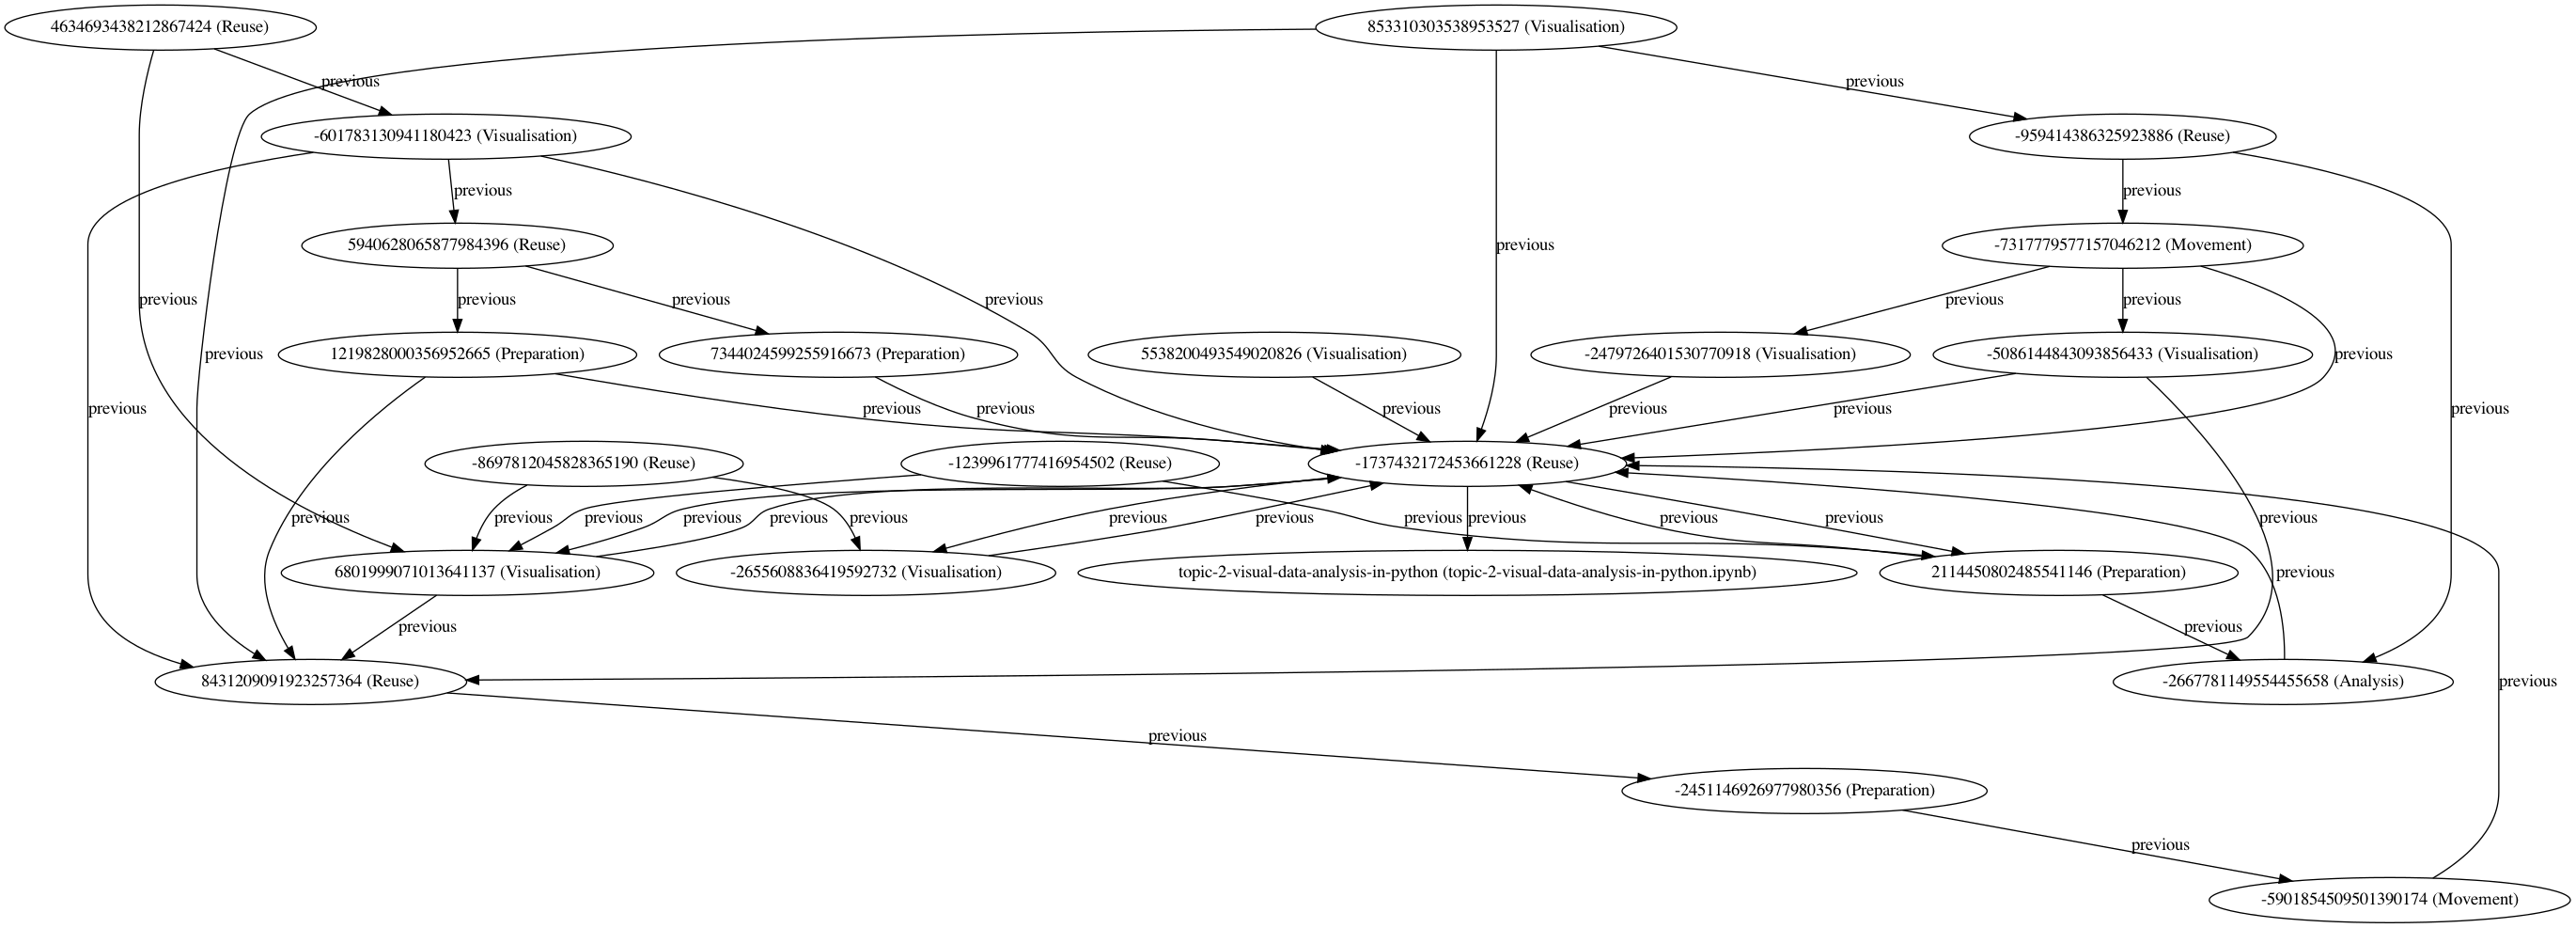 4634693438212867424 (Reuse)
853310303538953527 (Visualisation)
previous
previous
-601783130941180423 (Visualisation)
-959414386325923886 (Reuse)
previous
previous
5940628065877984396 (Reuse)
previous
-7317779577157046212 (Movement)
previous
previous
previous
previous
previous
previous
1219828000356952665 (Preparation)
7344024599255916673 (Preparation)
5538200493549020826 (Visualisation)
-2479726401530770918 (Visualisation)
-5086144843093856433 (Visualisation)
previous
previous
previous
previous
previous
previous
previous
previous
previous
-8697812045828365190 (Reuse)
-1239961777416954502 (Reuse)
-1737432172453661228 (Reuse)
previous
previous
previous
previous
previous
previous
previous
previous
previous
previous
previous
previous
previous
6801999071013641137 (Visualisation)
-2655608836419592732 (Visualisation)
topic-2-visual-data-analysis-in-python (topic-2-visual-data-analysis-in-python.ipynb)
2114450802485541146 (Preparation)
previous
previous
previous
8431209091923257364 (Reuse)
-2667781149554455658 (Analysis)
previous
previous
-2451146926977980356 (Preparation)
previous
-5901854509501390174 (Movement)